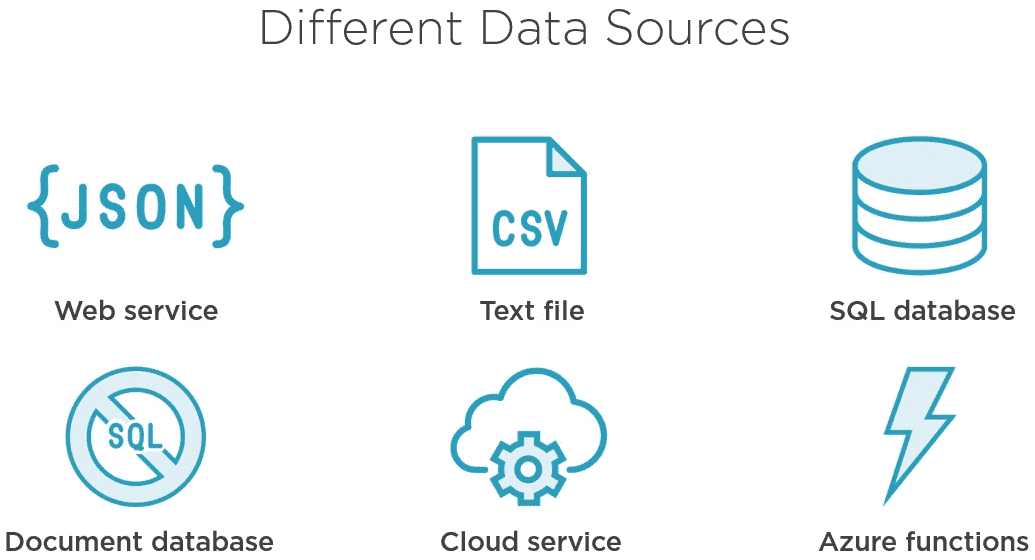 Different Data Sources
{JSON}
CSV
Web service
Text file
SQL database
SQL
Document database
Cloud service
Azure functions